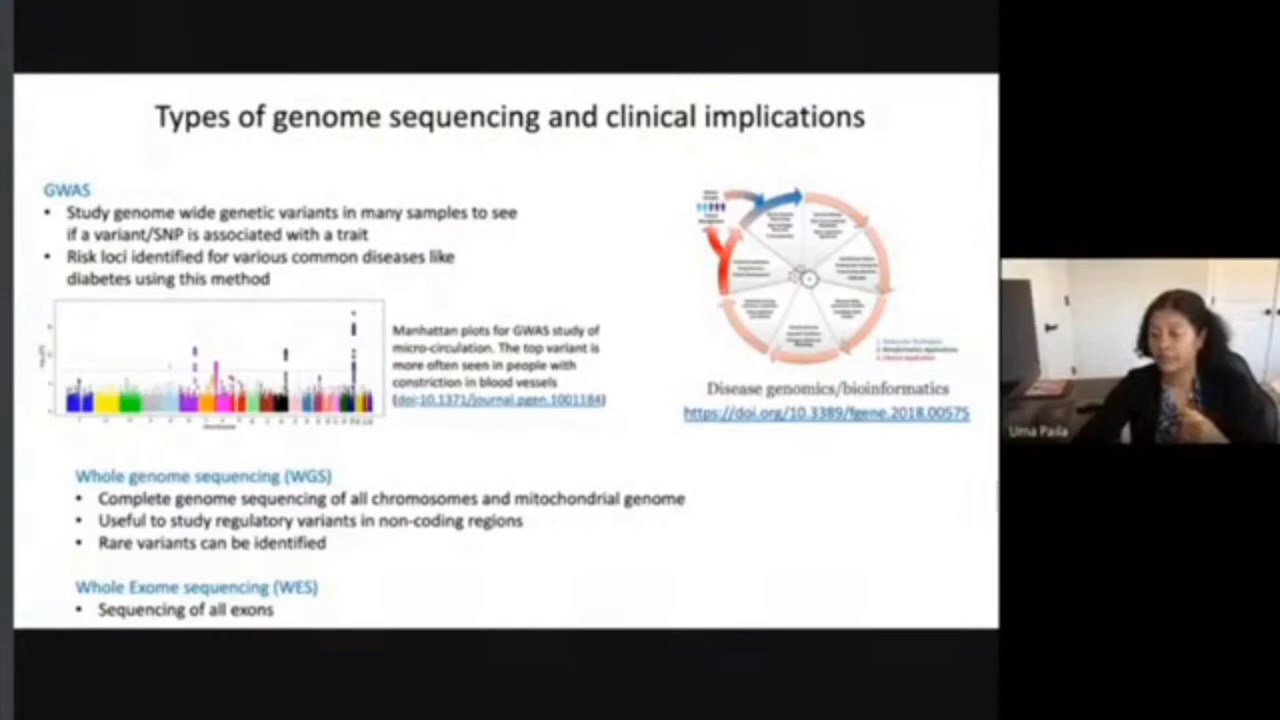 Types of genome sequencing and clinical implications
GWAS
• Study genome wide genetic variants in many samples to see
if a variant/SNP is associated with a trait
• Risk loci identified for various common diseases like
diabetes using this method
Manhattan plots for GWAS study of
micro-circulation. The top variant is
more often seen in people with
constriction in blood vessels
(doi:10.1371/journal.pgen.1001184)
Disease genomics/bioinformatics
https://doi.org/10.3389/fgene.2018.00575
Whole genome sequencing (WGS)
• Complete genome sequencing of all chromosomes and mitochondrial genome
• Useful to study regulatory variants in non-coding regions
• Rare variants can be identified
Whole Exome sequencing (WES)
• Sequencing of all exons
Uma Paila